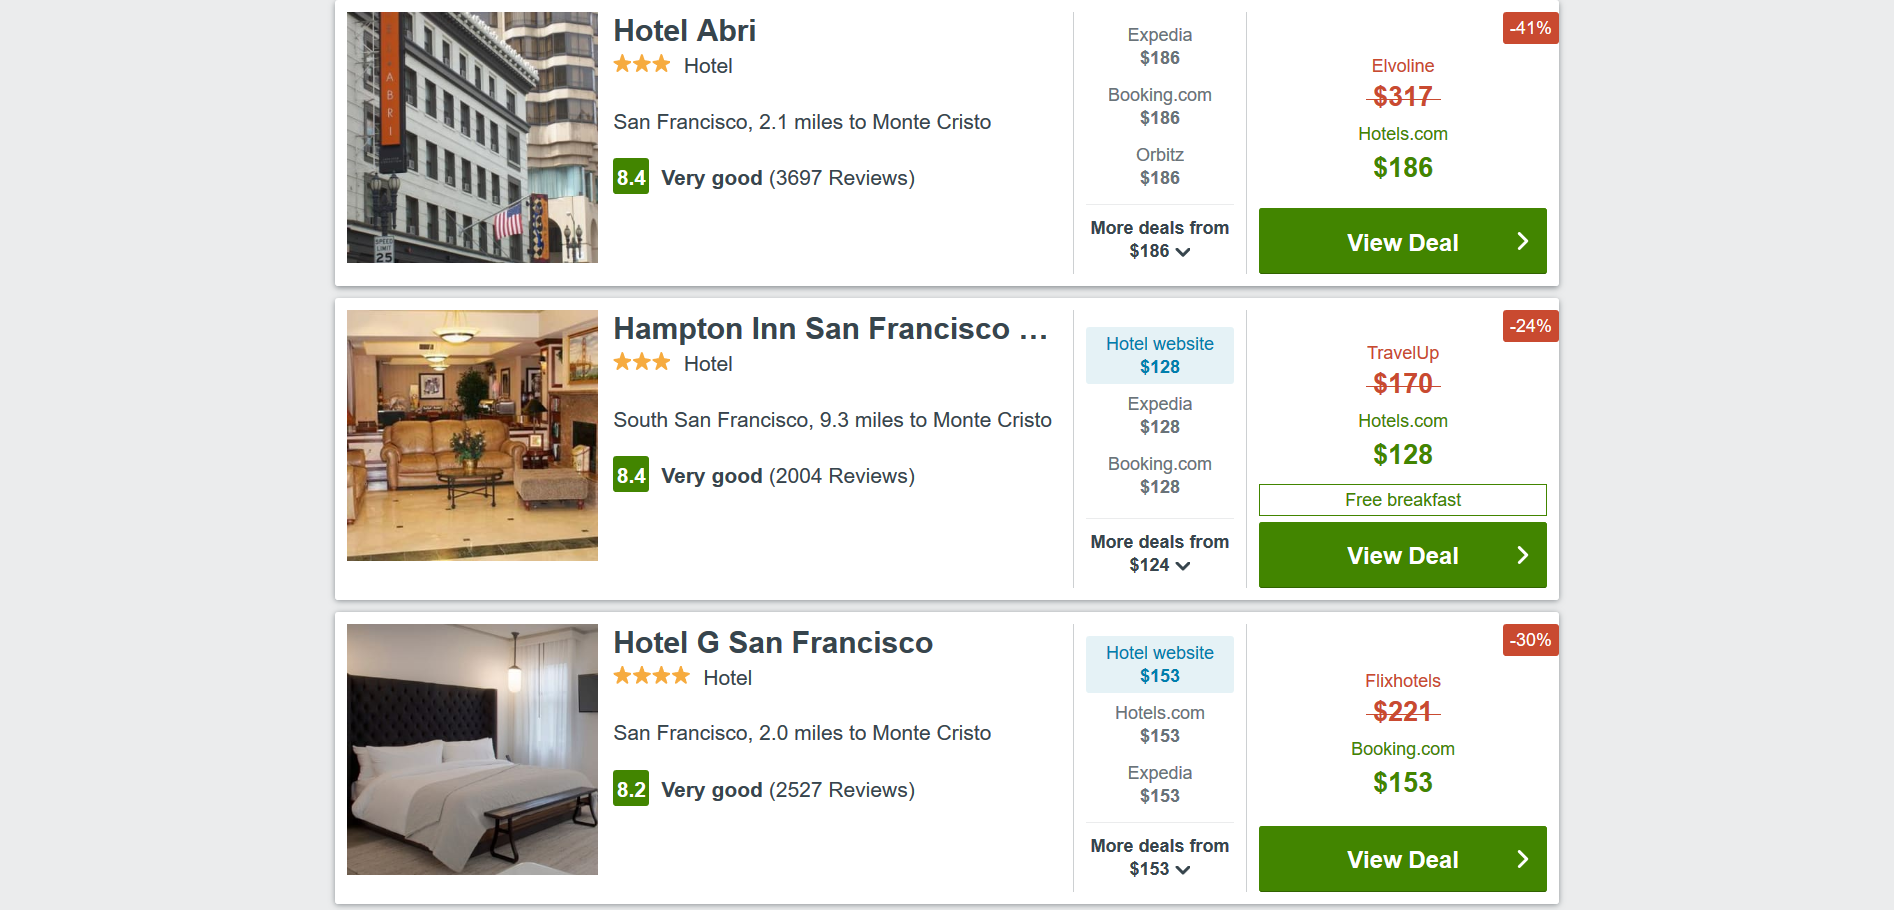 Hotel Abri
Hotel
San Francisco, 2.1 miles to Monte Cristo
8.4 Very good (3697 Reviews)
ABRI
SPEED
LIMIT
25
Expedia
$186
Booking.com
$186
Orbitz
$186
More deals from
$186
-41%
Elvoline
$317
Hotels.com
$186
View Deal
Hampton Inn San Francisco ...
Hotel
South San Francisco, 9.3 miles to Monte Cristo
8.4 Very good (2004 Reviews)
Hotel website
$128
Expedia
$128
Booking.com
$128
More deals from
$124
-24%
TravelUp
$170
Hotels.com
$128
Free breakfast
View Deal
Hotel G San Francisco
Hotel
San Francisco, 2.0 miles to Monte Cristo
8.2 Very good (2527 Reviews)
Hotel website
$153
Hotels.com
$153
Expedia
$153
More deals from
$153
-30%
Flixhotels
$221
Booking.com
$153
View Deal